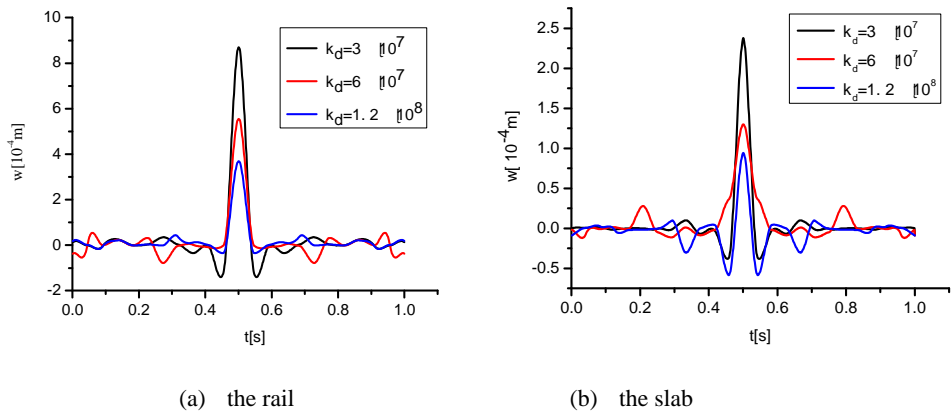 10
8
6
4
2
0
-2
w[10⁻⁴m]
k_d=3 10⁷
k_d=6 10⁷
k_d=1. 2 10⁸
0.0 0.2 0.4 0.6 0.8 1.0
t[s]
(a) the rail
2.5
2.0
1.5
1.0
0.5
0.0
-0.5
w[ 10⁻⁴m]
k_d=3 10⁷
k_d=6 10⁷
k_d=1. 2 10⁸
0.0 0.2 0.4 0.6 0.8 1.0
t[s]
(b) the slab